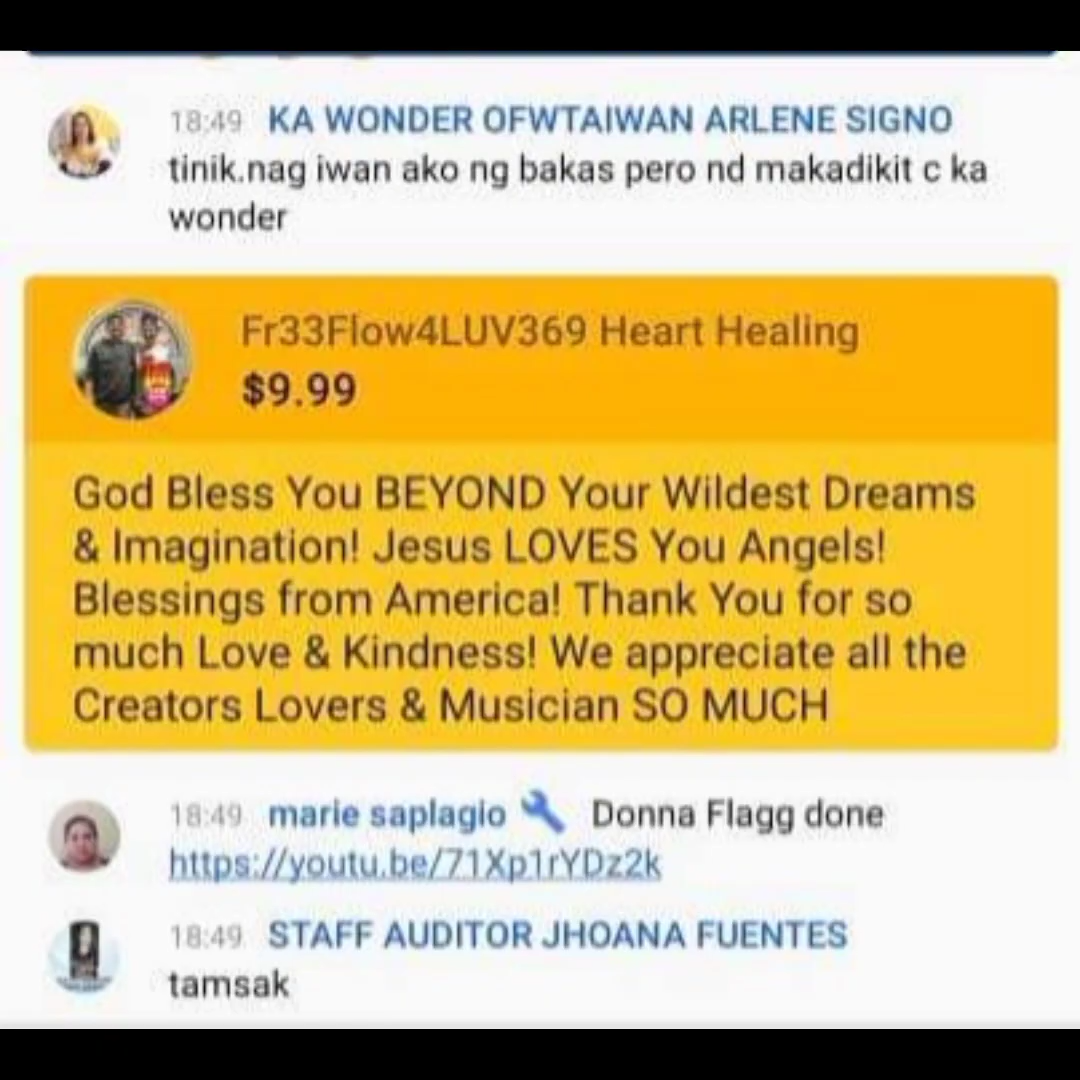 18:49 KA WONDER OFWTAIWAN ARLENE SIGNO
tinik.nag iwan ako ng bakas pero nd makadikit c ka
wonder
Fr33Flow4LUV369 Heart Healing
$9.99
God Bless You BEYOND Your Wildest Dreams
& Imagination! Jesus LOVES You Angels!
Blessings from America! Thank You for so
much Love & Kindness! We appreciate all the
Creators Lovers & Musician SO MUCH
18:49 marie saplagio Donna Flagg done
https://youtu.be/71Xp1rYDz2k
18:49 STAFF AUDITOR JHOANA FUENTES
tamsak